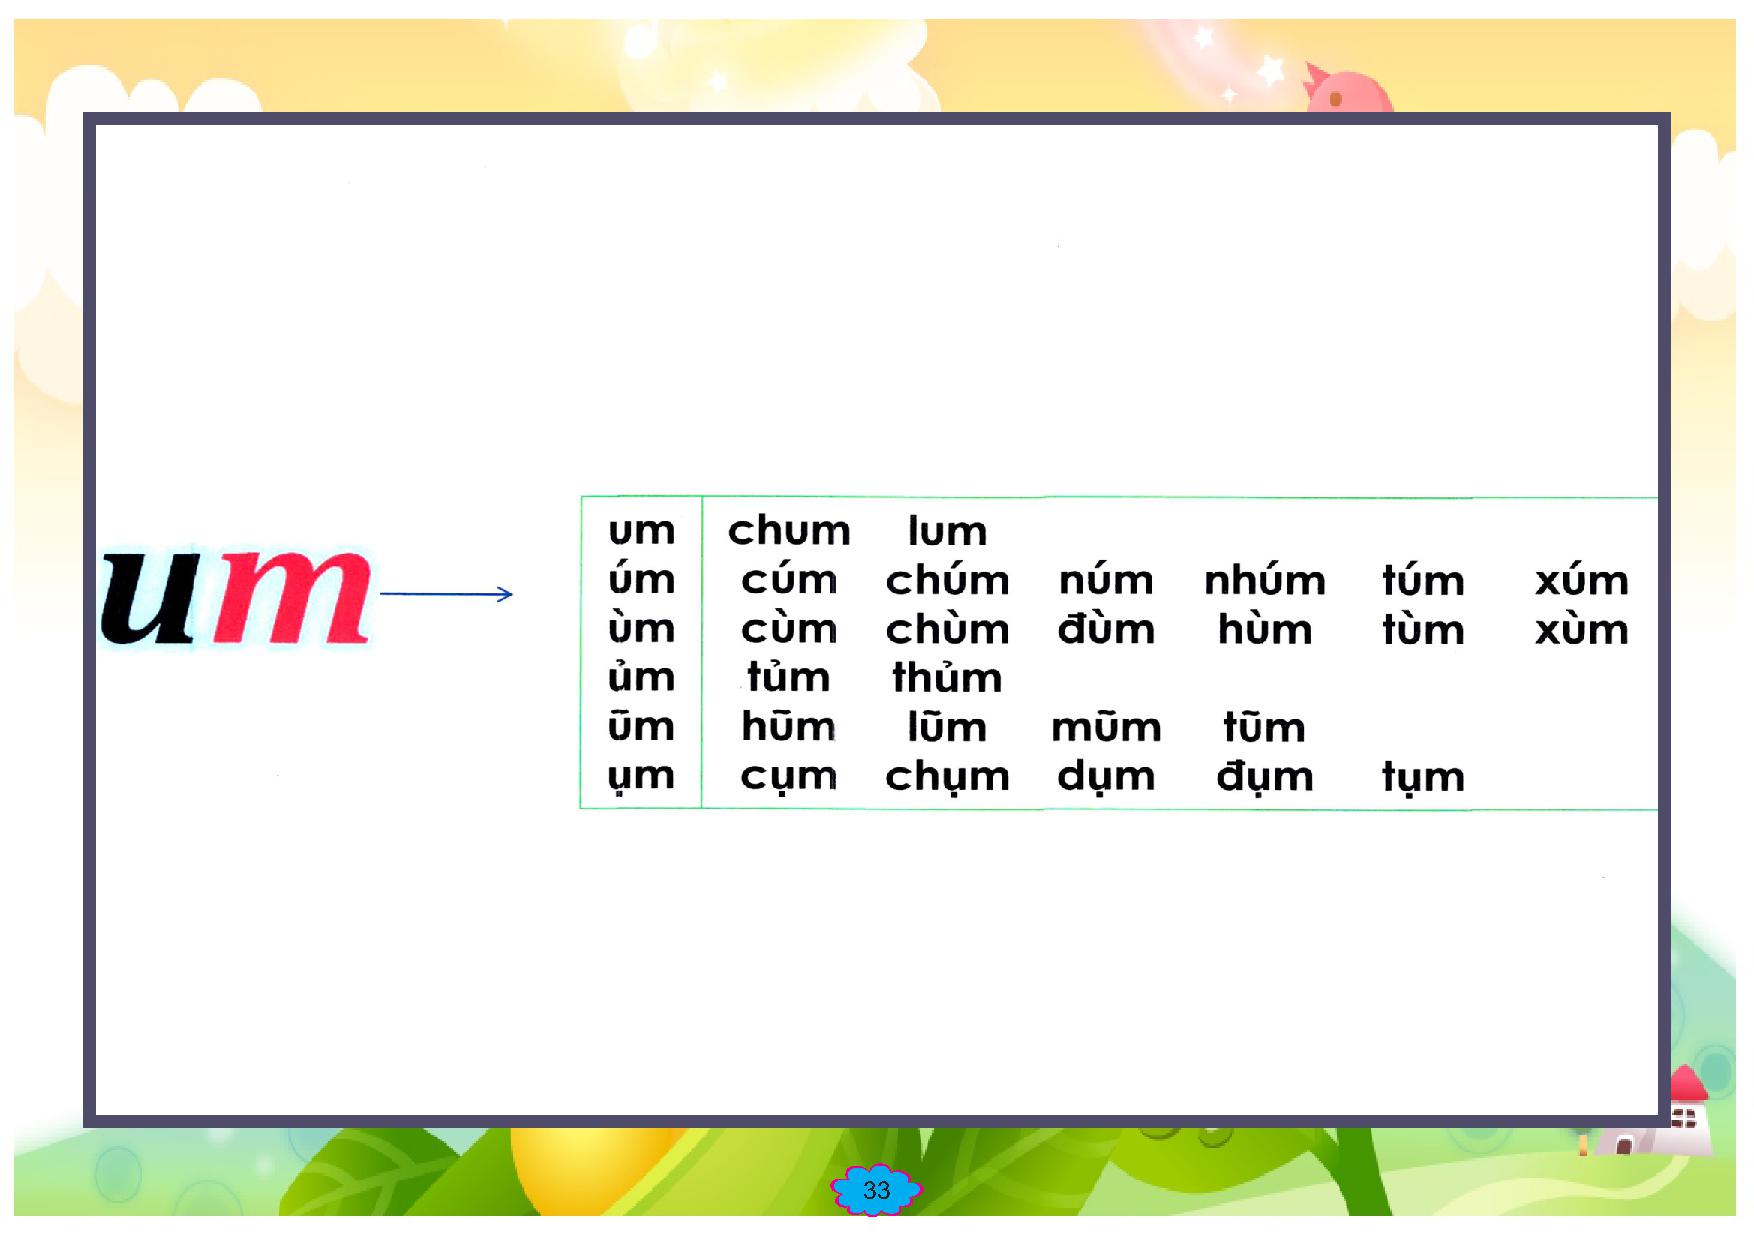 um
um chum lum
úm cúm chúm núm nhúm túm xúm
ùm cùm chùm đùm hùm tùm xùm
ủm tủm thủm
ũm hũm lũm mũm tũm
ụm cụm chụm dụm đụm tụm
33